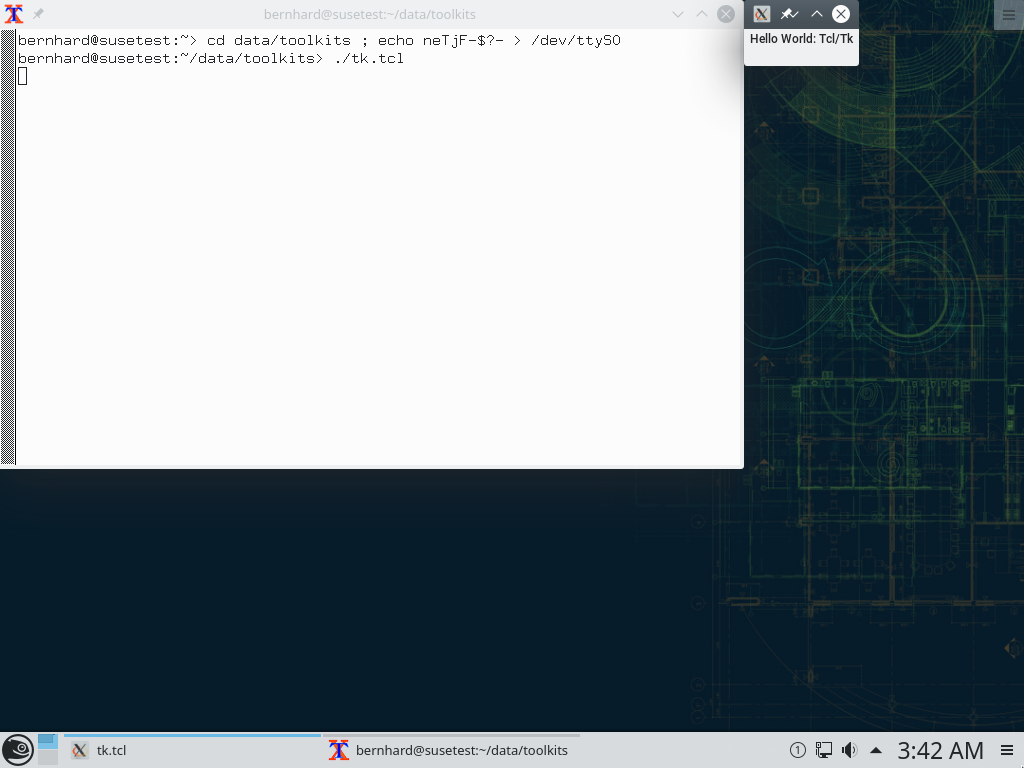 bernhard@susetest:~/data/toolkits
bernhard@susetest:~> cd data/toolkits ; echo neTjF-$?- > /dev/ttyS0
bernhard@susetest:~/data/toolkits> ./tk.tcl
Hello World: Tcl/Tk
tk.tcl
bernhard@susetest:~/data/toolkits
1
3:42 AM